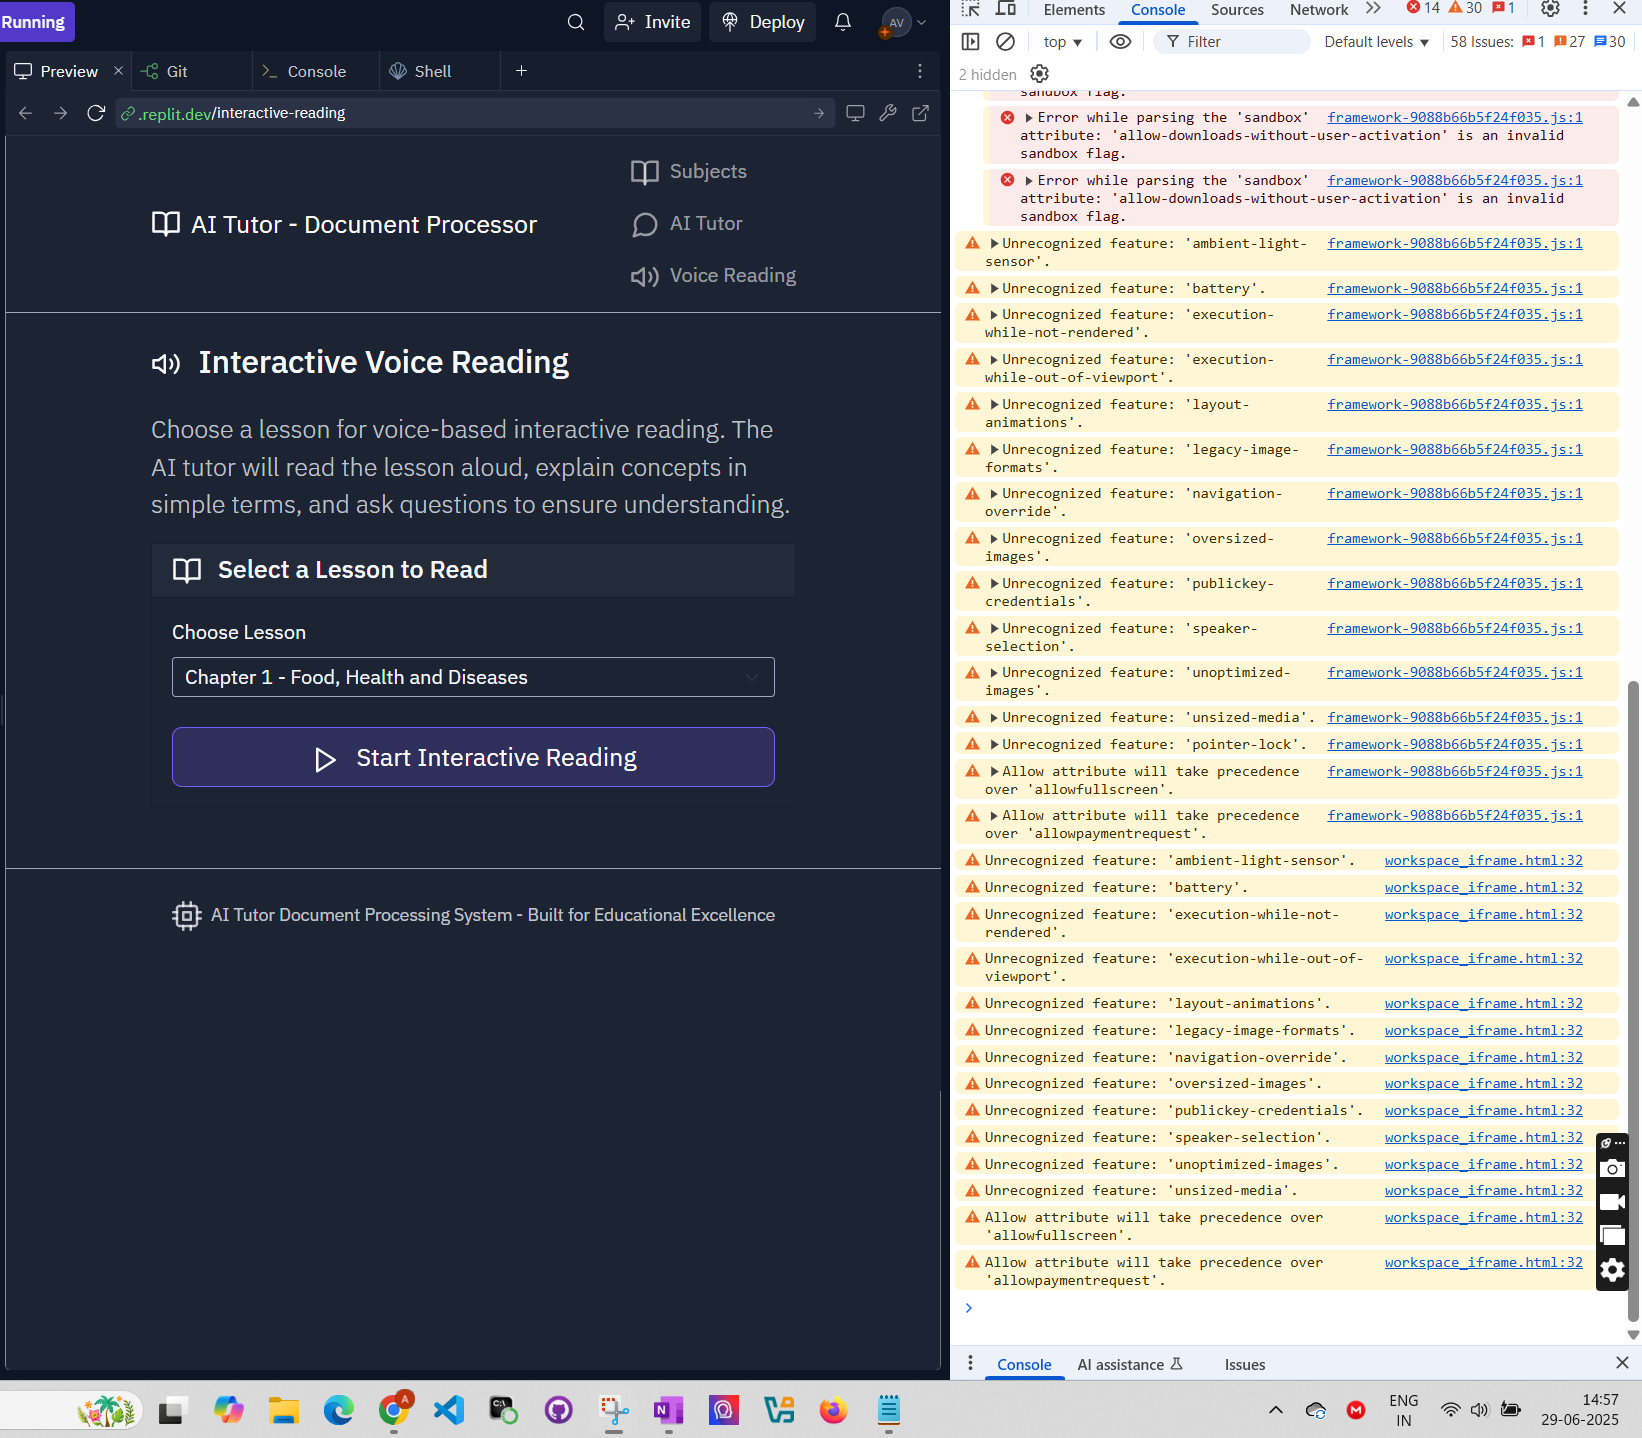 Running
Invite
Deploy
AV
Preview
Git
Console
Shell
.replit.dev/interactive-reading
Subjects
AI Tutor - Document Processor
AI Tutor
Voice Reading
Interactive Voice Reading
Choose a lesson for voice-based interactive reading. The
AI tutor will read the lesson aloud, explain concepts in
simple terms, and ask questions to ensure understanding.
Select a Lesson to Read
Choose Lesson
Chapter 1 - Food, Health and Diseases
Start Interactive Reading
AI Tutor Document Processing System - Built for Educational Excellence
Elements Console Sources Network 14 30 1
top Filter Default levels 58 Issues: 1 27 30
2 hidden
sandbox flag.
Error while parsing the 'sandbox' framework-9088b66b5f24f035.js:1
attribute: 'allow-downloads-without-user-activation' is an invalid
sandbox flag.
Error while parsing the 'sandbox' framework-9088b66b5f24f035.js:1
attribute: 'allow-downloads-without-user-activation' is an invalid
sandbox flag.
Unrecognized feature: 'ambient-light- framework-9088b66b5f24f035.js:1
sensor'.
Unrecognized feature: 'battery'. framework-9088b66b5f24f035.js:1
Unrecognized feature: 'execution- framework-9088b66b5f24f035.js:1
while-not-rendered'.
Unrecognized feature: 'execution- framework-9088b66b5f24f035.js:1
while-out-of-viewport'.
Unrecognized feature: 'layout- framework-9088b66b5f24f035.js:1
animations'.
Unrecognized feature: 'legacy-image- framework-9088b66b5f24f035.js:1
formats'.
Unrecognized feature: 'navigation- framework-9088b66b5f24f035.js:1
override'.
Unrecognized feature: 'oversized- framework-9088b66b5f24f035.js:1
images'.
Unrecognized feature: 'publickey- framework-9088b66b5f24f035.js:1
credentials'.
Unrecognized feature: 'speaker- framework-9088b66b5f24f035.js:1
selection'.
Unrecognized feature: 'unoptimized- framework-9088b66b5f24f035.js:1
images'.
Unrecognized feature: 'unsized-media'. framework-9088b66b5f24f035.js:1
Unrecognized feature: 'pointer-lock'. framework-9088b66b5f24f035.js:1
Allow attribute will take precedence framework-9088b66b5f24f035.js:1
over 'allowfullscreen'.
Allow attribute will take precedence framework-9088b66b5f24f035.js:1
over 'allowpaymentrequest'.
Unrecognized feature: 'ambient-light-sensor'. workspace_iframe.html:32
Unrecognized feature: 'battery'. workspace_iframe.html:32
Unrecognized feature: 'execution-while-not- workspace_iframe.html:32
rendered'.
Unrecognized feature: 'execution-while-out-of- workspace_iframe.html:32
viewport'.
Unrecognized feature: 'layout-animations'. workspace_iframe.html:32
Unrecognized feature: 'legacy-image-formats'. workspace_iframe.html:32
Unrecognized feature: 'navigation-override'. workspace_iframe.html:32
Unrecognized feature: 'oversized-images'. workspace_iframe.html:32
Unrecognized feature: 'publickey-credentials'. workspace_iframe.html:32
Unrecognized feature: 'speaker-selection'. workspace_iframe.html:32
Unrecognized feature: 'unoptimized-images'. workspace_iframe.html:32
Unrecognized feature: 'unsized-media'. workspace_iframe.html:32
Allow attribute will take precedence over workspace_iframe.html:32
'allowfullscreen'.
Allow attribute will take precedence over workspace_iframe.html:32
'allowpaymentrequest'.
Console AI assistance Issues
ENG
IN
14:57
29-06-2025